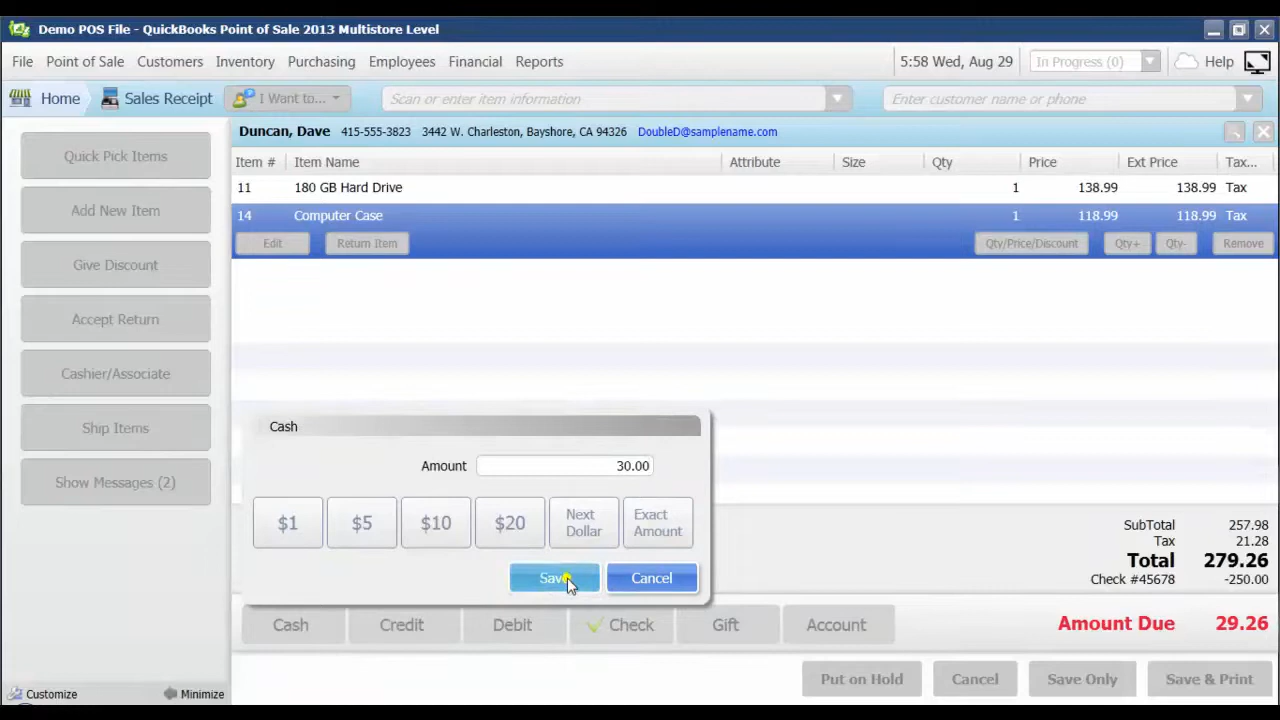 Demo POS File - QuickBooks Point of Sale 2013 Multistore Level
File Point of Sale Customers Inventory Purchasing Employees Financial Reports 5:58 Wed, Aug 29 In Progress (0) Help
Home Sales Receipt I Want to... Scan or enter item information Enter customer name or phone
Duncan, Dave 415-555-3823 3442 W. Charleston, Bayshore, CA 94326 DoubleD@samplename.com
Quick Pick Items
Add New Item
Give Discount
Accept Return
Cashier/Associate
Ship Items
Show Messages (2)
Item # Item Name Attribute Size Qty Price Ext Price Tax...
11 180 GB Hard Drive 1 138.99 138.99 Tax
14 Computer Case 1 118.99 118.99 Tax
Edit Return Item Qty/Price/Discount Qty+ Qty- Remove
Cash
Amount 30.00
$1 $5 $10 $20 Next Dollar Exact Amount
Save Cancel
SubTotal 257.98
Tax 21.28
Total 279.26
Check #45678 -250.00
Cash Credit Debit Check Gift Account Amount Due 29.26
Put on Hold Cancel Save Only Save & Print
Customize Minimize